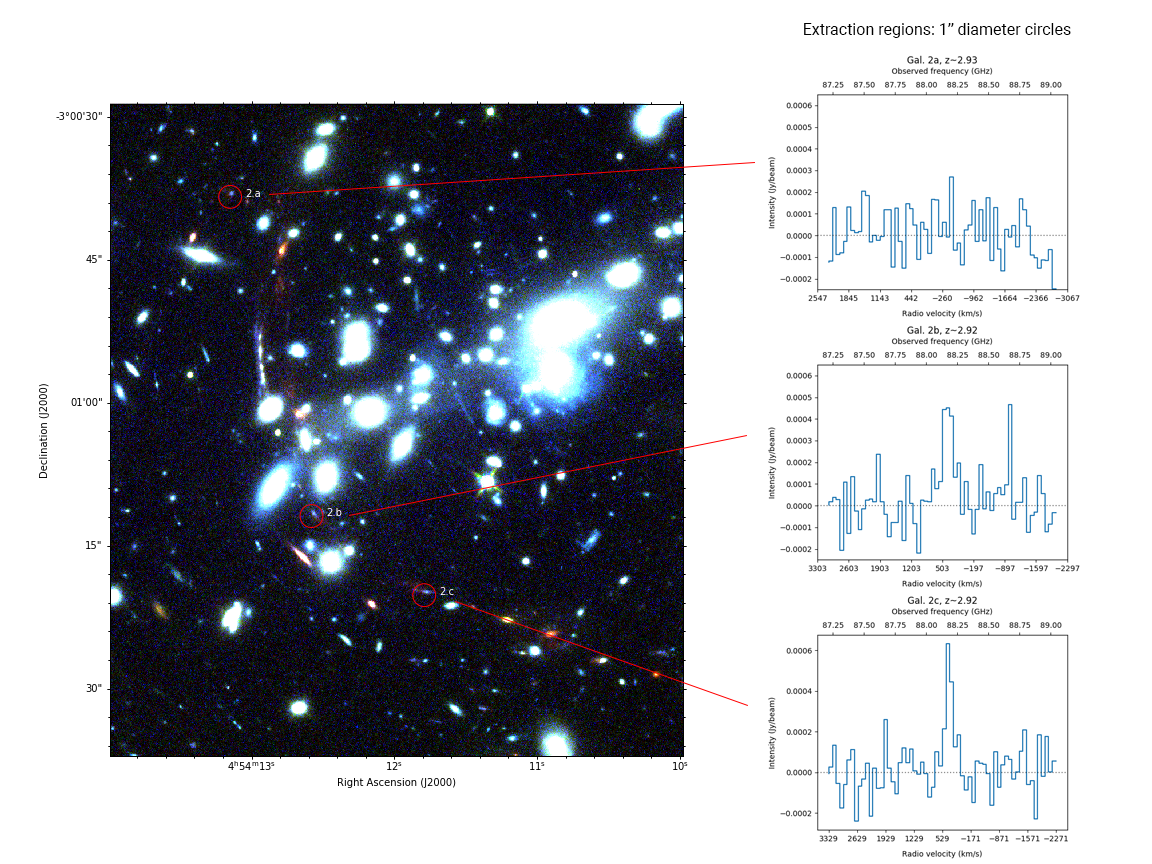 Extraction regions: 1” diameter circles
Gal. 2a, z~2.93
Observed frequency (GHz)
87.25 87.50 87.75 88.00 88.25 88.50 88.75 89.00
0.0006
0.0005
0.0004
0.0003
0.0002
0.0001
0.0000
−0.0001
−0.0002
Intensity (Jy/beam)
2547 1845 1143 442 −260 −962 −1664 −2366 −3067
Radio velocity (km/s)
Gal. 2b, z~2.92
Observed frequency (GHz)
87.25 87.50 87.75 88.00 88.25 88.50 88.75 89.00
0.0006
0.0005
0.0004
0.0003
0.0002
0.0001
0.0000
−0.0001
−0.0002
Intensity (Jy/beam)
3303 2603 1903 1203 503 −197 −897 −1597 −2297
Radio velocity (km/s)
Gal. 2c, z~2.92
Observed frequency (GHz)
87.25 87.50 87.75 88.00 88.25 88.50 88.75 89.00
0.0006
0.0004
0.0002
0.0000
−0.0002
Intensity (Jy/beam)
3329 2629 1929 1229 529 −171 −871 −1571 −2271
Radio velocity (km/s)
-3°00'30"
45"
01'00"
15"
30"
Declination (J2000)
2.a
2.b
2.c
4ʰ54ᵐ13ˢ 12ˢ 11ˢ 10ˢ
Right Ascension (J2000)